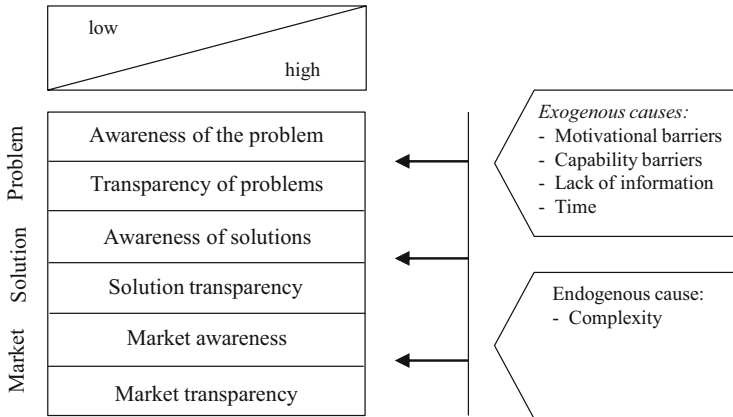 low
high
Problem
Awareness of the problem
Transparency of problems
Solution
Awareness of solutions
Solution transparency
Market
Market awareness
Market transparency
Exogenous causes:
- Motivational barriers
- Capability barriers
- Lack of information
- Time
Endogenous cause:
- Complexity